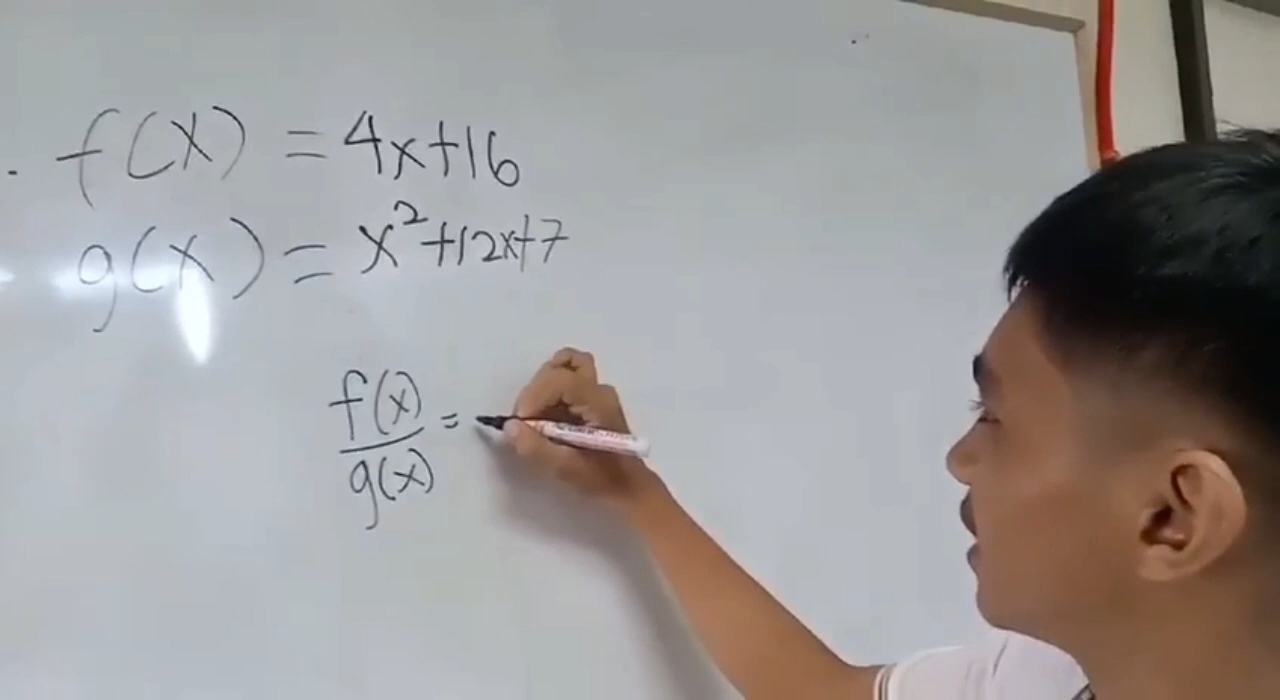 f(x) = 4x+16
g(x) = x²+12x+7
f(x)
g(x) =